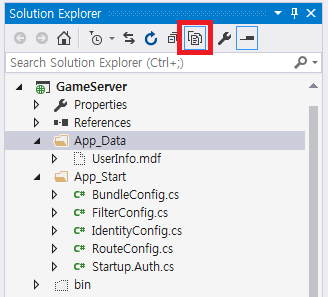 Solution Explorer
Search Solution Explorer (Ctrl+;)
GameServer
Properties
References
App_Data
UserInfo.mdf
App_Start
C# BundleConfig.cs
C# FilterConfig.cs
C# IdentityConfig.cs
C# RouteConfig.cs
C# Startup.Auth.cs
bin